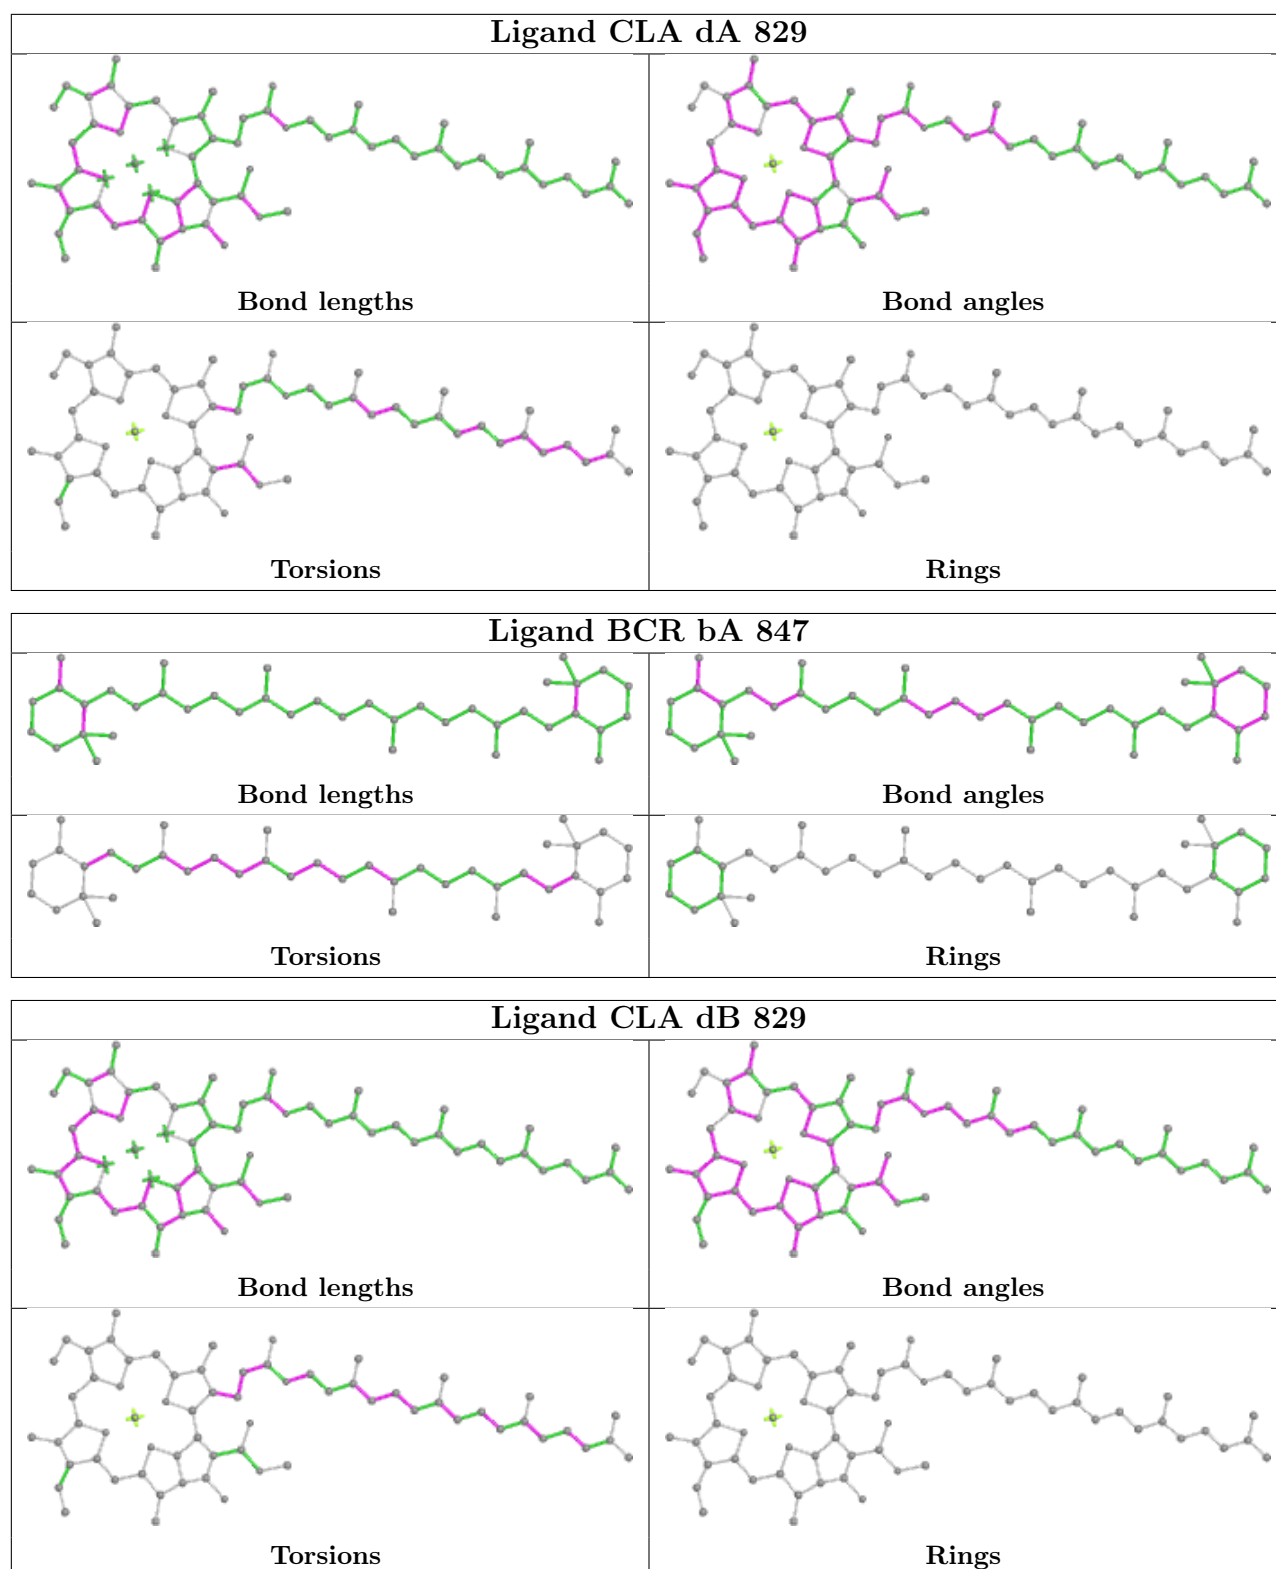 Ligand CLA dA 829
Bond lengths
Bond angles
Torsions
Rings
Ligand BCR bA 847
Bond lengths
Bond angles
Torsions
Rings
Ligand CLA dB 829
Bond lengths
Bond angles
Torsions
Rings